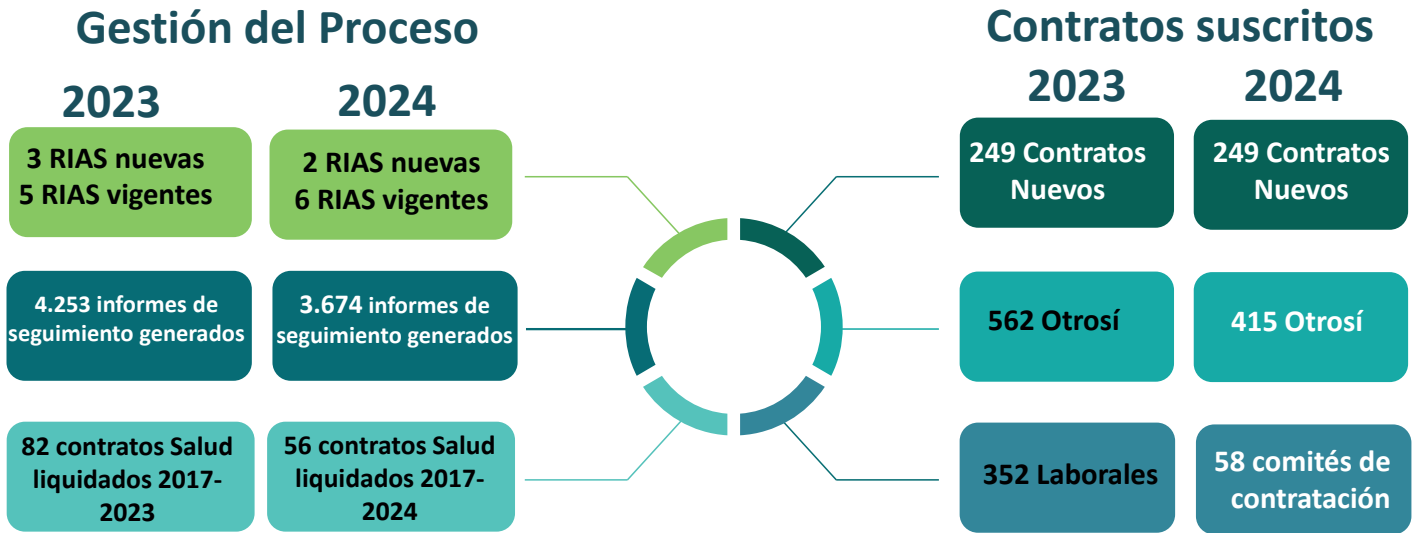 Gestión del Proceso
2023
2024
3 RIAS nuevas
5 RIAS vigentes
2 RIAS nuevas
6 RIAS vigentes
4.253 informes de
seguimiento generados
3.674 informes de
seguimiento generados
82 contratos Salud
liquidados 2017-
2023
56 contratos Salud
liquidados 2017-
2024
Contratos suscritos
2023
2024
249 Contratos
Nuevos
249 Contratos
Nuevos
562 Otrosí
415 Otrosí
352 Laborales
58 comités de
contratación